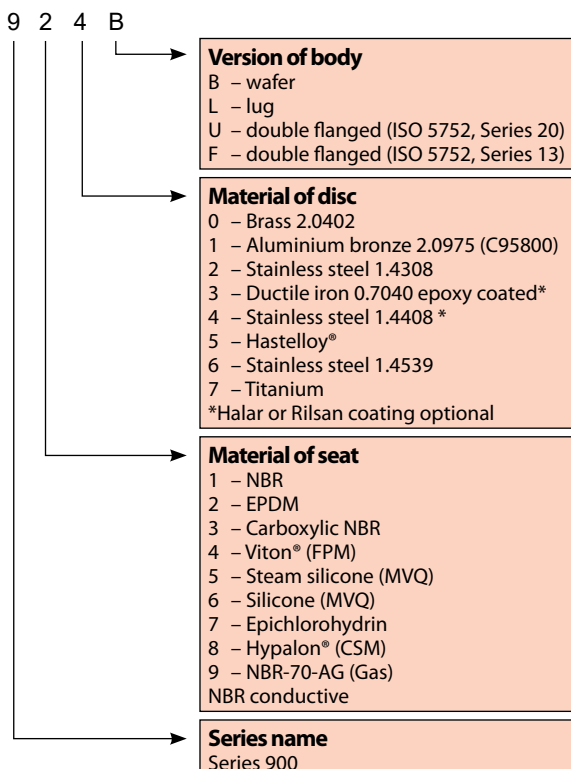 9 2 4 B
Version of body
B – wafer
L – lug
U – double flanged (ISO 5752, Series 20)
F – double flanged (ISO 5752, Series 13)
Material of disc
0 – Brass 2.0402
1 – Aluminium bronze 2.0975 (C95800)
2 – Stainless steel 1.4308
3 – Ductile iron 0.7040 epoxy coated*
4 – Stainless steel 1.4408 *
5 – Hastelloy®
6 – Stainless steel 1.4539
7 – Titanium
*Halar or Rilsan coating optional
Material of seat
1 – NBR
2 – EPDM
3 – Carboxylic NBR
4 – Viton® (FPM)
5 – Steam silicone (MVQ)
6 – Silicone (MVQ)
7 – Epichlorohydrin
8 – Hypalon® (CSM)
9 – NBR-70-AG (Gas)
NBR conductive
Series name
Series 900